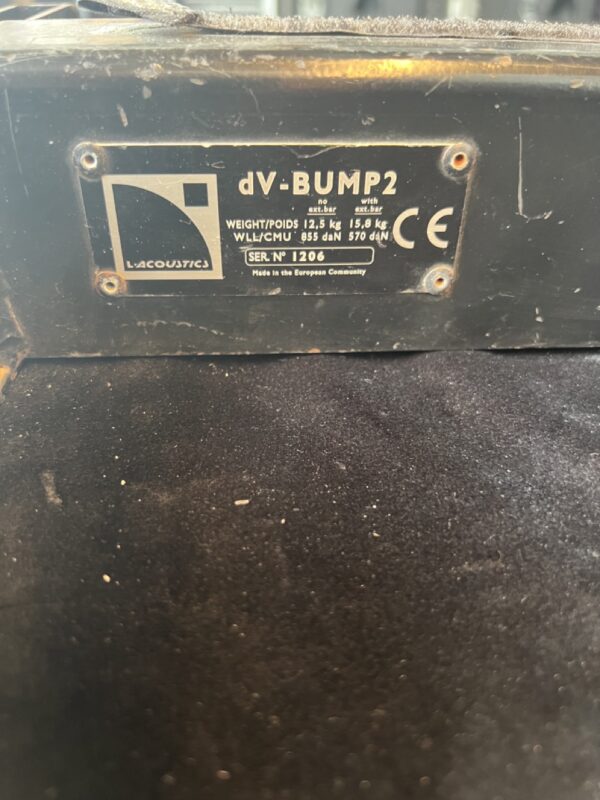 dV-BUMP2
no with
ext.bar ext.bar
WEIGHT/POIDS 12,5 kg 15,8 kg
WLL/CMU 855 daN 570 daN
CE
SER. N° 1206
Made in the European Community
L-ACOUSTICS